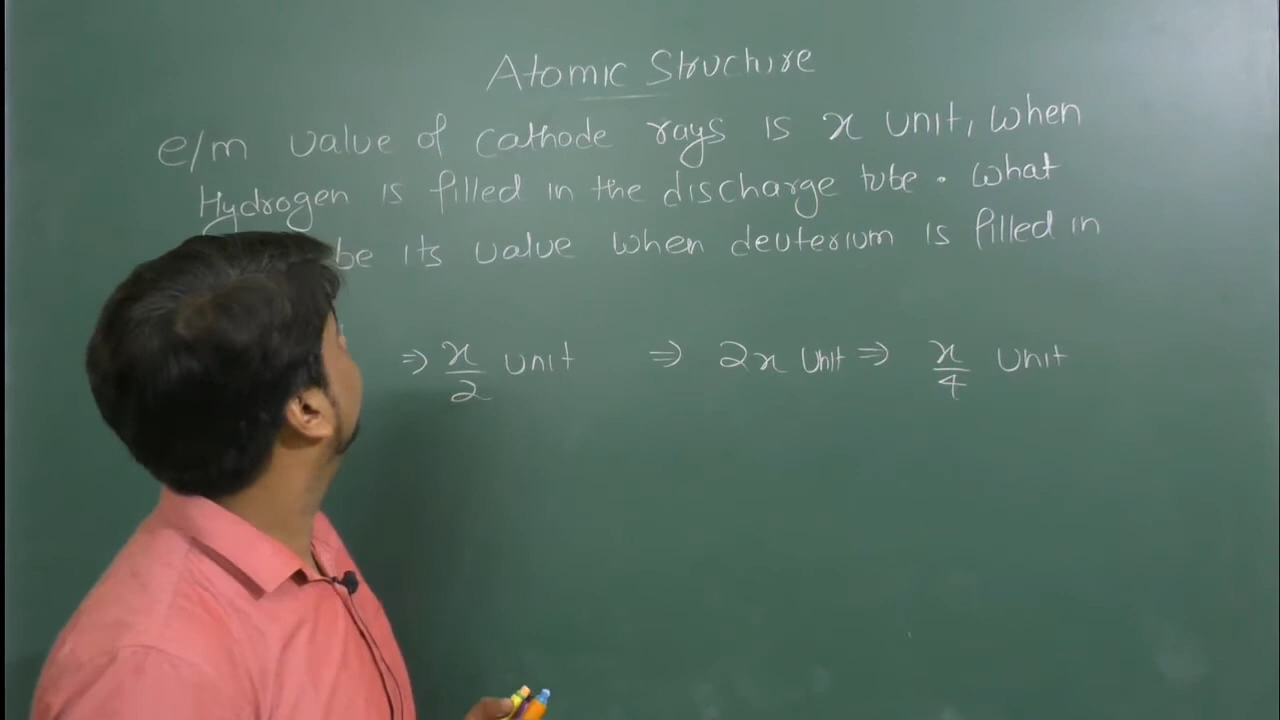 Atomic Structure
e/m value of cathode rays is x unit, when
Hydrogen is filled in the discharge tube. What
be its value when deuterium is filled in
⇒ x/2 unit ⇒ 2x unit ⇒ x/4 unit